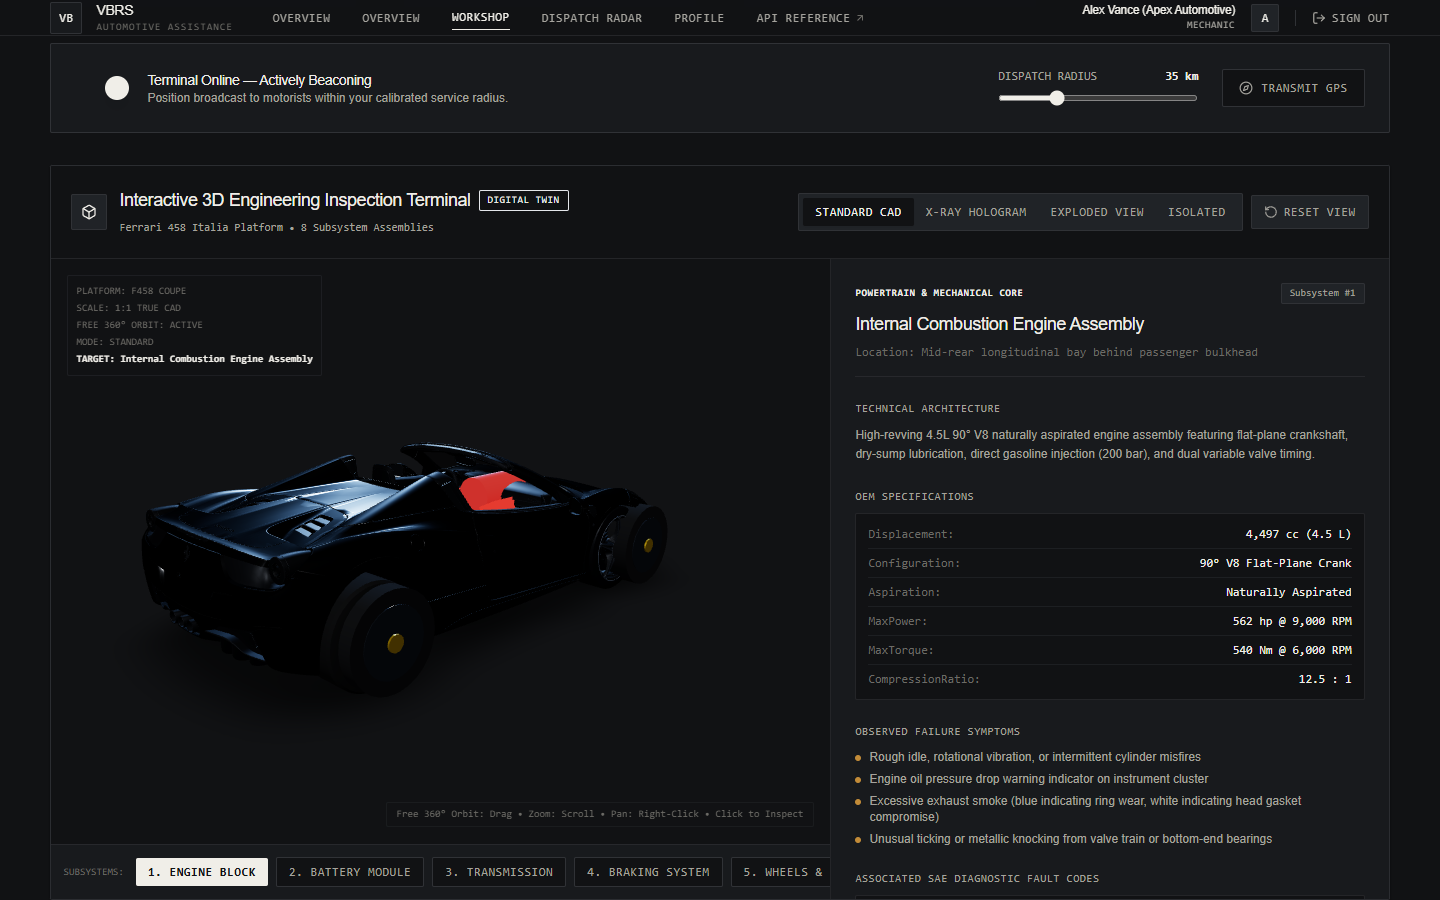 VB
VBRS
AUTOMOTIVE ASSISTANCE
OVERVIEW
OVERVIEW
WORKSHOP
DISPATCH RADAR
PROFILE
API REFERENCE ↗
Alex Vance (Apex Automotive)
MECHANIC
A
SIGN OUT
Terminal Online — Actively Beaconing
Position broadcast to motorists within your calibrated service radius.
DISPATCH RADIUS
35 km
TRANSMIT GPS
Interactive 3D Engineering Inspection Terminal
DIGITAL TWIN
Ferrari 458 Italia Platform • 8 Subsystem Assemblies
STANDARD CAD
X-RAY HOLOGRAM
EXPLODED VIEW
ISOLATED
RESET VIEW
PLATFORM: F458 COUPE
SCALE: 1:1 TRUE CAD
FREE 360° ORBIT: ACTIVE
MODE: STANDARD
TARGET: Internal Combustion Engine Assembly
Free 360° Orbit: Drag • Zoom: Scroll • Pan: Right-Click • Click to Inspect
SUBSYSTEMS:
1. ENGINE BLOCK
2. BATTERY MODULE
3. TRANSMISSION
4. BRAKING SYSTEM
5. WHEELS &
POWERTRAIN & MECHANICAL CORE
Subsystem #1
Internal Combustion Engine Assembly
Location: Mid-rear longitudinal bay behind passenger bulkhead
TECHNICAL ARCHITECTURE
High-revving 4.5L 90° V8 naturally aspirated engine assembly featuring flat-plane crankshaft,
dry-sump lubrication, direct gasoline injection (200 bar), and dual variable valve timing.
OEM SPECIFICATIONS
Displacement: 4,497 cc (4.5 L)
Configuration: 90° V8 Flat-Plane Crank
Aspiration: Naturally Aspirated
MaxPower: 562 hp @ 9,000 RPM
MaxTorque: 540 Nm @ 6,000 RPM
CompressionRatio: 12.5 : 1
OBSERVED FAILURE SYMPTOMS
Rough idle, rotational vibration, or intermittent cylinder misfires
Engine oil pressure drop warning indicator on instrument cluster
Excessive exhaust smoke (blue indicating ring wear, white indicating head gasket
compromise)
Unusual ticking or metallic knocking from valve train or bottom-end bearings
ASSOCIATED SAE DIAGNOSTIC FAULT CODES